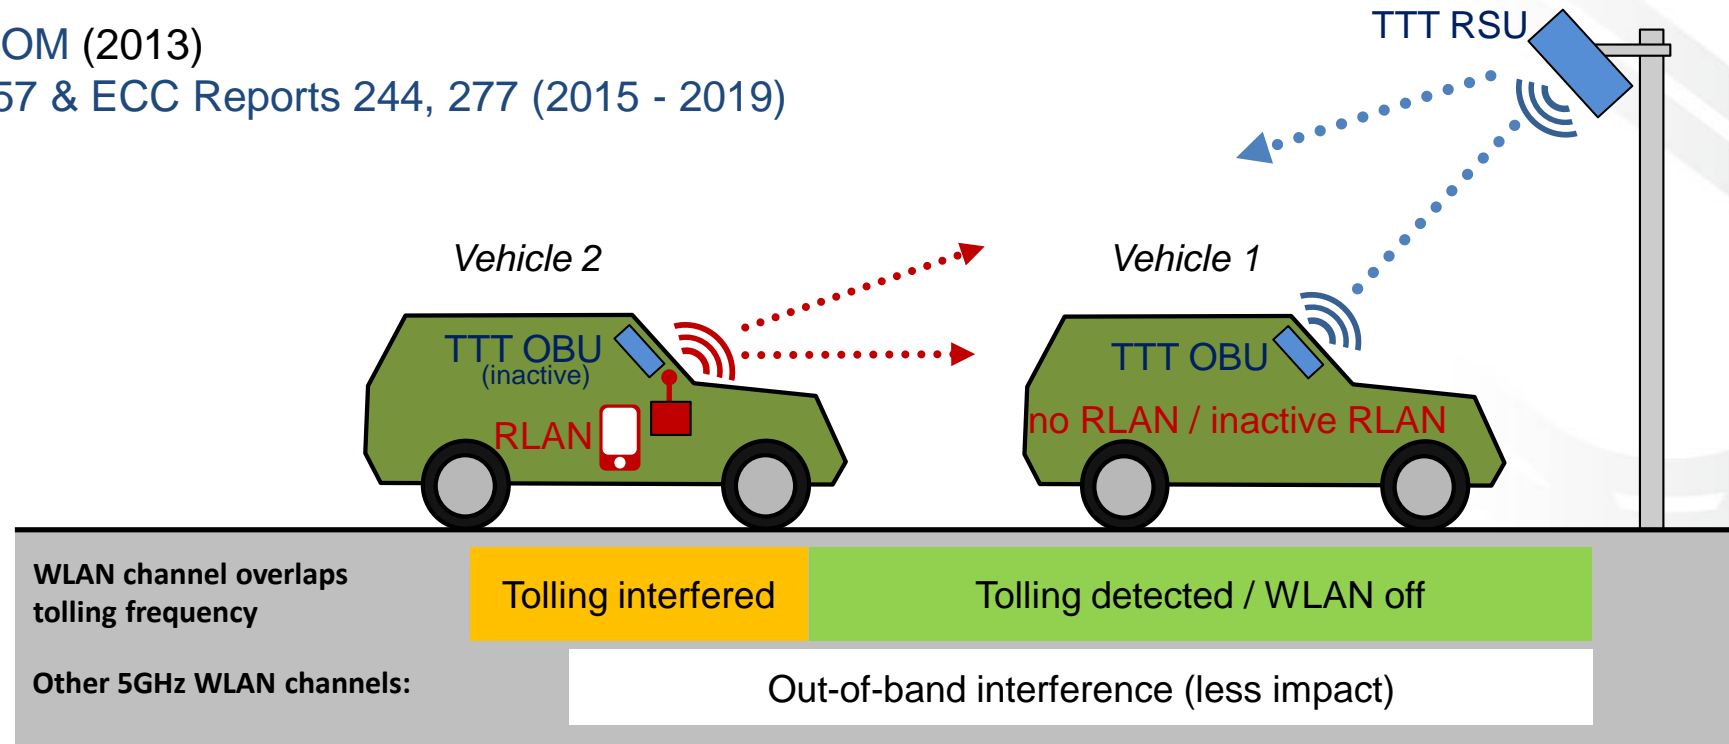 OM (2013)
57 & ECC Reports 244, 277 (2015 - 2019)
TTT RSU
Vehicle 2
Vehicle 1
TTT OBU
(inactive)
RLAN
TTT OBU
no RLAN / inactive RLAN
WLAN channel overlaps
tolling frequency
Tolling interfered
Tolling detected / WLAN off
Other 5GHz WLAN channels:
Out-of-band interference (less impact)